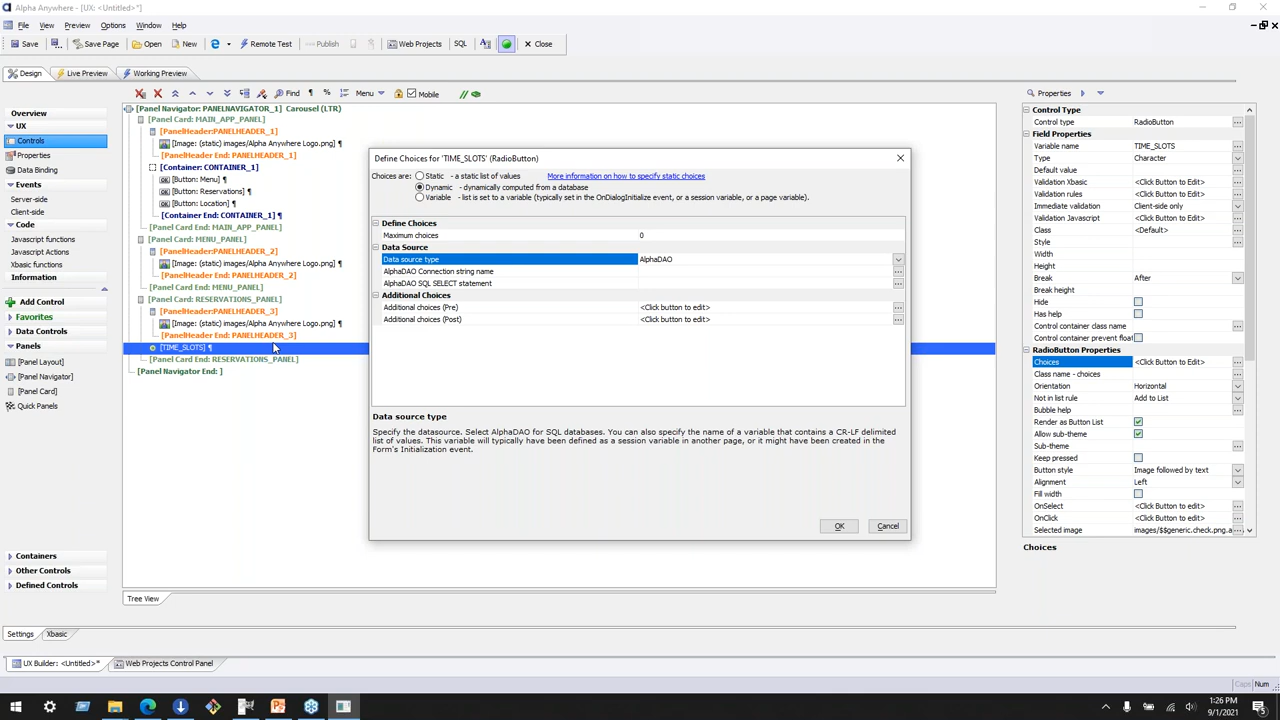 Alpha Anywhere - [UX: <Untitled>*]
File View Preview Options Window Help
Save Save Page Open New Remote Test Publish Web Projects SQL Close
Design Live Preview Working Preview
Overview
UX
Controls
Properties
Data Binding
Events
Server-side
Client-side
Code
Javascript functions
Javascript Actions
Xbasic functions
Information
Add Control
Favorites
Data Controls
Panels
[Panel Layout]
[Panel Navigator]
[Panel Card]
Quick Panels
Containers
Other Controls
Defined Controls
Find ¶ % Menu Mobile //
[Panel Navigator: PANELNAVIGATOR_1] Carousel (LTR)
[Panel Card: MAIN_APP_PANEL]
[PanelHeader:PANELHEADER_1]
[Image: (static) images/Alpha Anywhere Logo.png] ¶
[PanelHeader End: PANELHEADER_1]
[Container: CONTAINER_1]
[Button: Menu] ¶
[Button: Reservations] ¶
[Button: Location] ¶
[Container End: CONTAINER_1] ¶
[Panel Card End: MAIN_APP_PANEL]
[Panel Card: MENU_PANEL]
[PanelHeader:PANELHEADER_2]
[Image: (static) images/Alpha Anywhere Logo.png] ¶
[PanelHeader End: PANELHEADER_2]
[Panel Card End: MENU_PANEL]
[Panel Card: RESERVATIONS_PANEL]
[PanelHeader:PANELHEADER_3]
[Image: (static) images/Alpha Anywhere Logo.png] ¶
[PanelHeader End: PANELHEADER_3]
[TIME_SLOTS] ¶
[Panel Card End: RESERVATIONS_PANEL]
[Panel Navigator End: ]
Tree View
Define Choices for 'TIME_SLOTS' (RadioButton)
Choices are: Static - a static list of values More information on how to specify static choices
Dynamic - dynamically computed from a database
Variable - list is set to a variable (typically set in the OnDialogInitialize event, or a session variable, or a page variable).
Define Choices
Maximum choices 0
Data Source
Data source type AlphaDAO
AlphaDAO Connection string name
AlphaDAO SQL SELECT statement
Additional Choices
Additional choices (Pre) <Click button to edit>
Additional choices (Post) <Click button to edit>
Data source type
Specify the datasource. Select AlphaDAO for SQL databases. You can also specify the name of a variable that contains a CR-LF delimited
list of values. This variable will typically have been defined as a session variable in another page, or it might have been created in the
Form's Initialization event.
OK Cancel
Properties
Control Type
Control type RadioButton
Field Properties
Variable name TIME_SLOTS
Type Character
Default value
Validation Xbasic <Click Button to Edit>
Validation rules <Click Button to Edit>
Immediate validation Client-side only
Validation Javascript <Click Button to Edit>
Class <Default>
Style
Width
Height
Break After
Break height
Hide
Has help
Control container class name
Control container prevent float
RadioButton Properties
Choices <Click Button to Edit>
Class name - choices
Orientation Horizontal
Not in list rule Add to List
Bubble help
Render as Button List
Allow sub-theme
Sub-theme
Keep pressed
Button style Image followed by text
Alignment Left
Fill width
OnSelect <Click Button to edit>
OnClick <Click Button to edit>
Selected image images/$$generic.check.png.a
Choices
Settings Xbasic
UX Builder: <Untitled>* Web Projects Control Panel
Caps Num
1:26 PM
9/1/2021
5